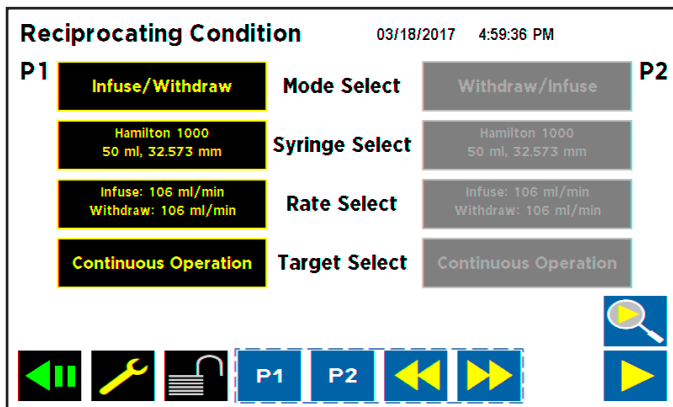 Reciprocating Condition 03/18/2017 4:59:36 PM
P1 Infuse/Withdraw Mode Select Withdraw/Infuse P2
Hamilton 1000 Hamilton 1000
50 ml, 32.573 mm Syringe Select 50 ml, 32.573 mm
Infuse: 106 ml/min Infuse: 106 ml/min
Withdraw: 106 ml/min Rate Select Withdraw: 106 ml/min
Continuous Operation Target Select Continuous Operation
P1 P2